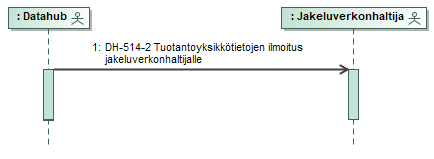 : Datahub
: Jakeluverkonhaltija
1: DH-514-2 Tuotantoyksikkötietojen ilmoitus
jakeluverkonhaltijalle